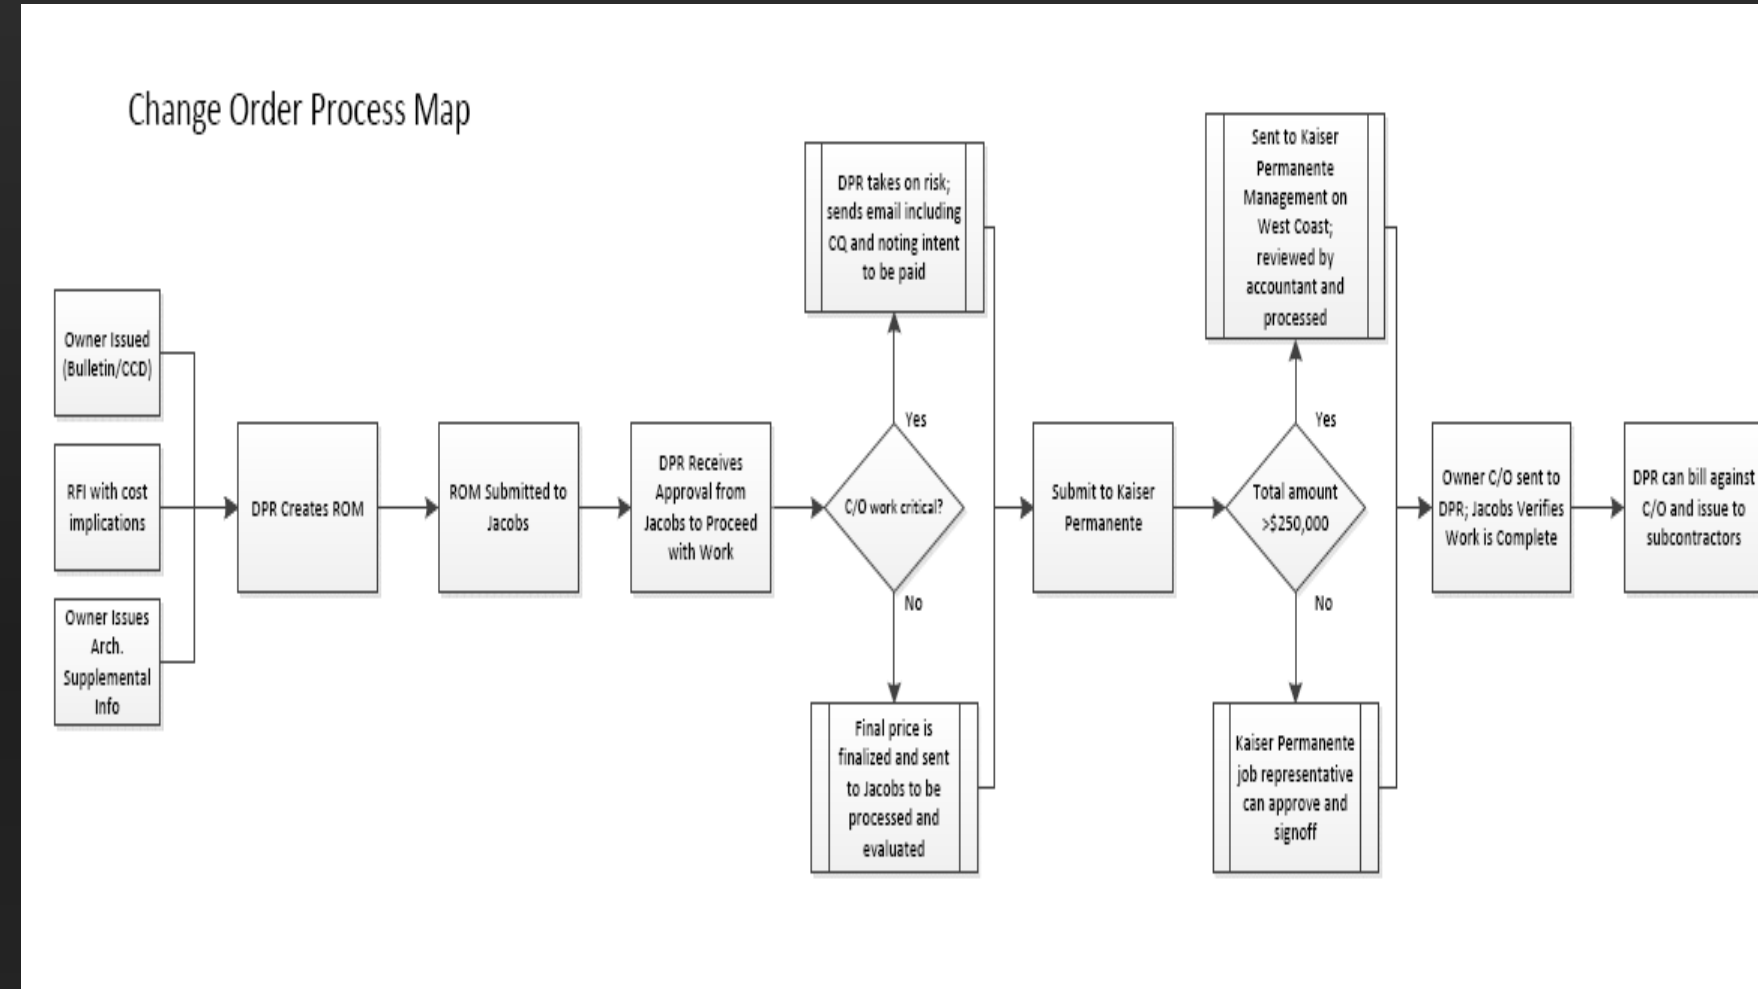 Change Order Process Map
Owner Issued
(Bulletin/CCD)
RFI with cost
implications
Owner Issues
Arch.
Supplemental
Info
DPR Creates ROM
ROM Submitted to
Jacobs
DPR Receives
Approval from
Jacobs to Proceed
with Work
C/O work critical?
Yes
DPR takes on risk;
sends email including
CQ and noting intent
to be paid
No
Final price is
finalized and sent
to Jacobs to be
processed and
evaluated
Submit to Kaiser
Permanente
Total amount
>$250,000
Yes
Sent to Kaiser
Permanente
Management on
West Coast;
reviewed by
accountant and
processed
No
Kaiser Permanente
job representative
can approve and
signoff
Owner C/O sent to
DPR; Jacobs Verifies
Work is Complete
DPR can bill against
C/O and issue to
subcontractors